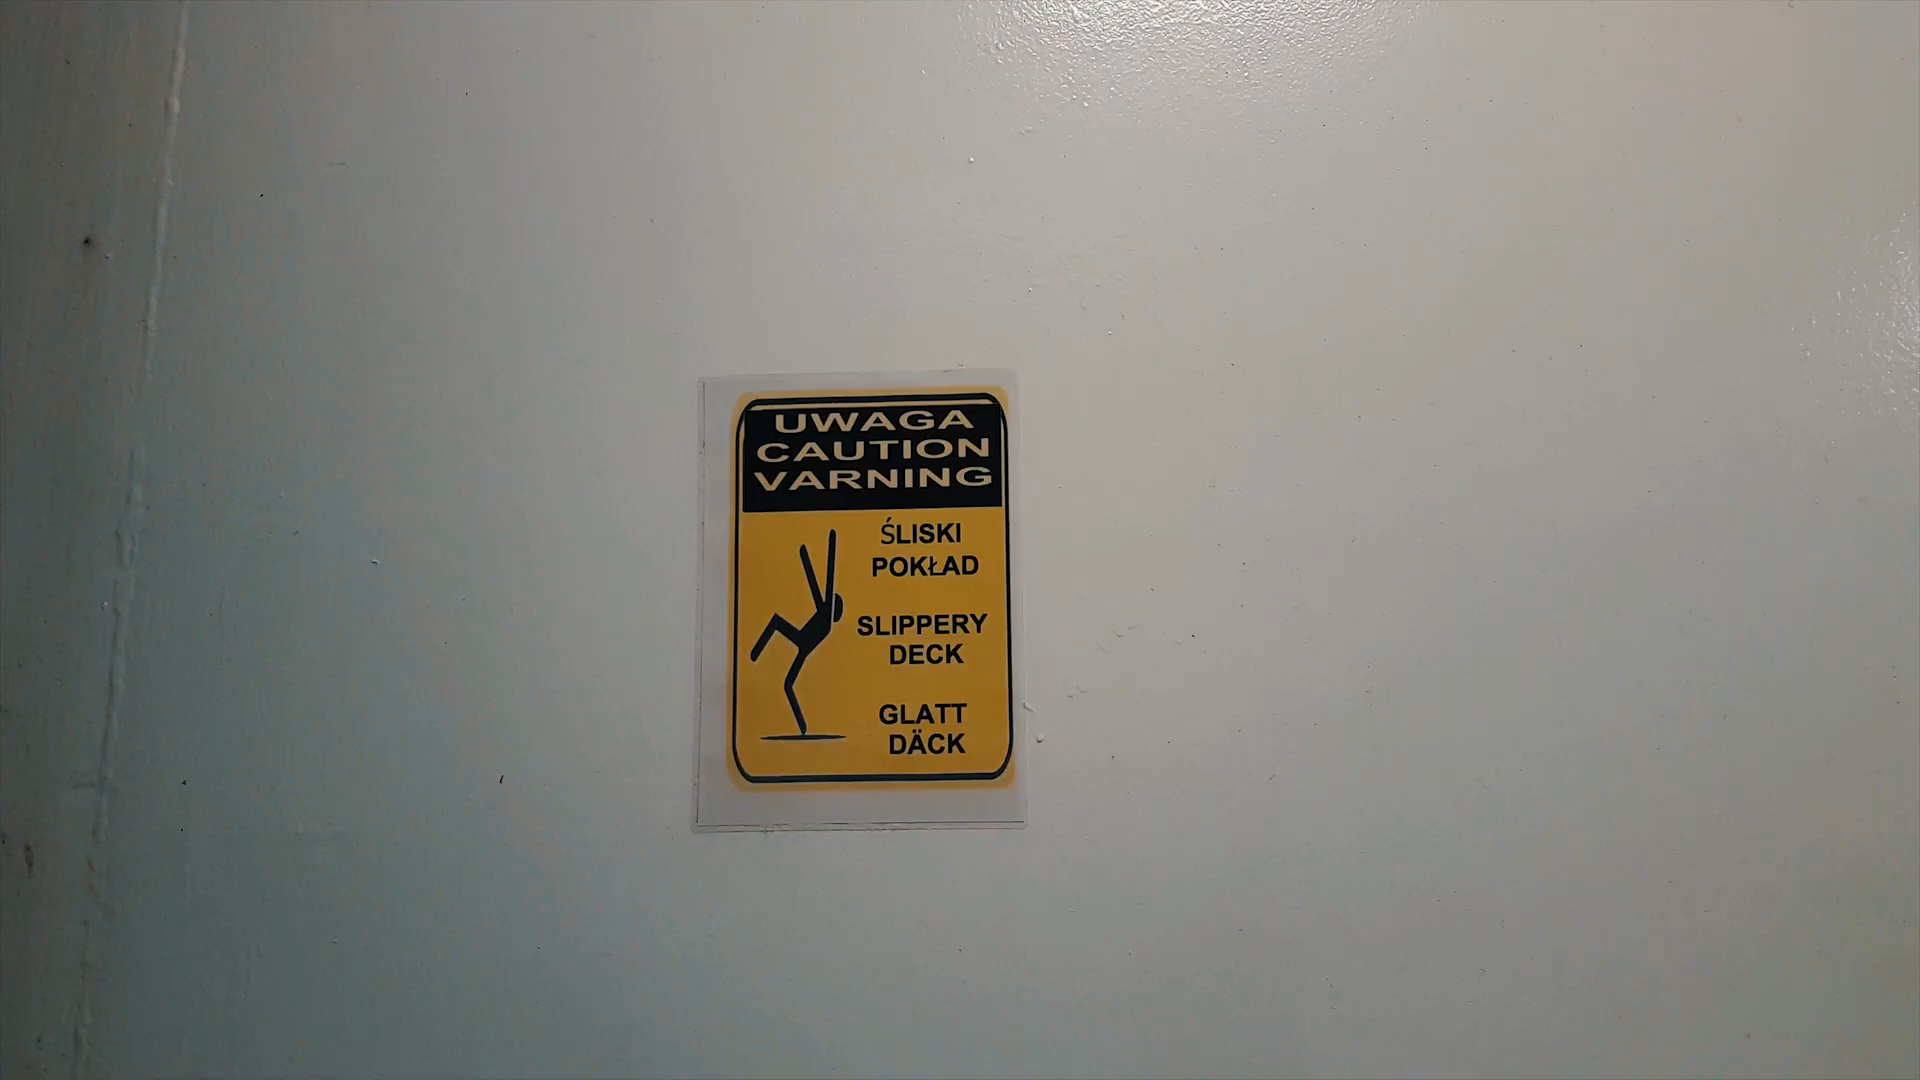 UWAGA
CAUTION
VARNING
ŚLISKI
POKŁAD
SLIPPERY
DECK
GLATT
DÄCK